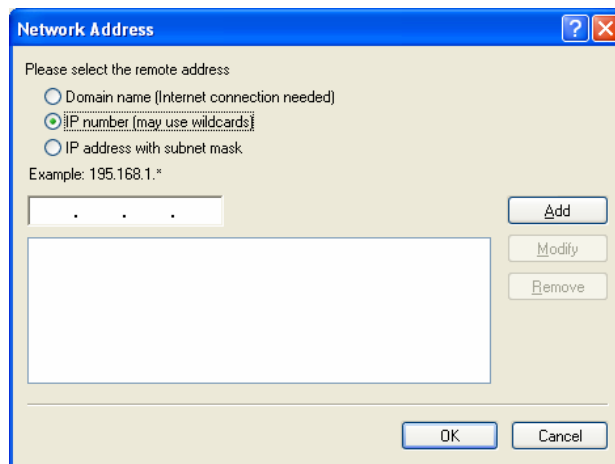 Network Address
Please select the remote address
Domain name (Internet connection needed)
IP number (may use wildcards)
IP address with subnet mask
Example: 195.168.1.*
. . .
Add
Modify
Remove
OK
Cancel